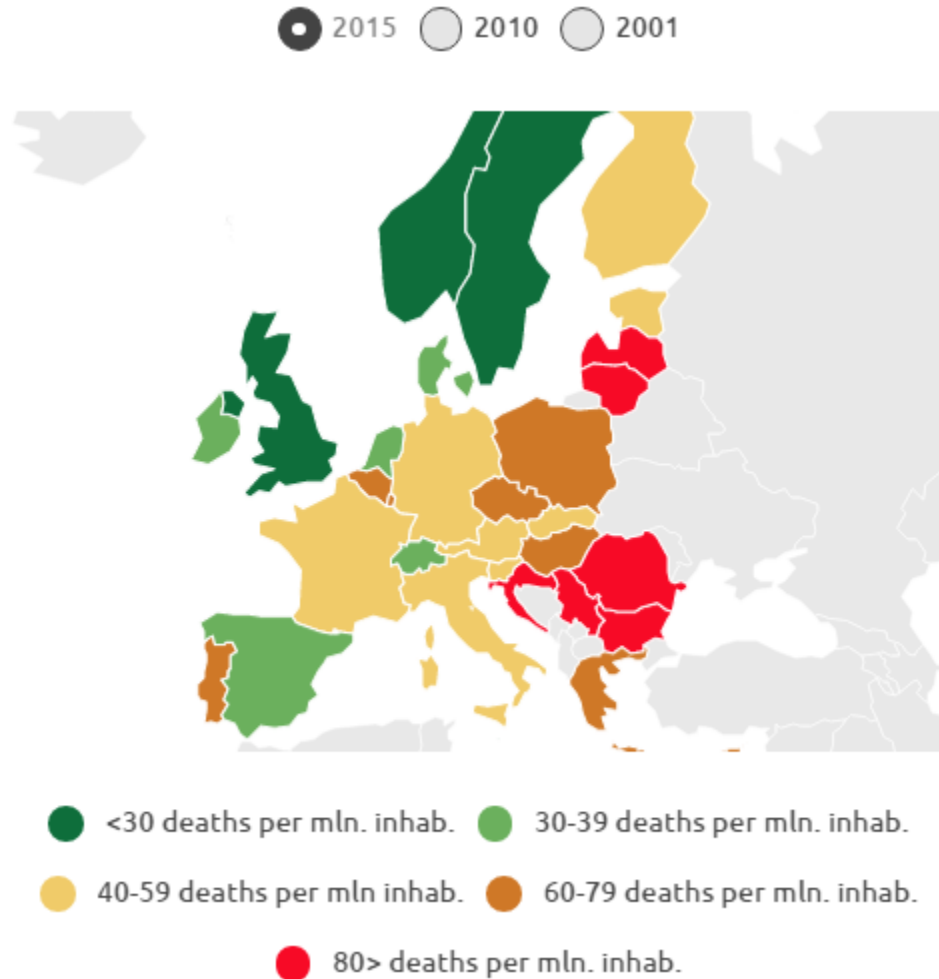 2015 2010 2001
<30 deaths per mln. inhab. 30-39 deaths per mln. inhab.
40-59 deaths per mln inhab. 60-79 deaths per mln. inhab.
80> deaths per mln. inhab.